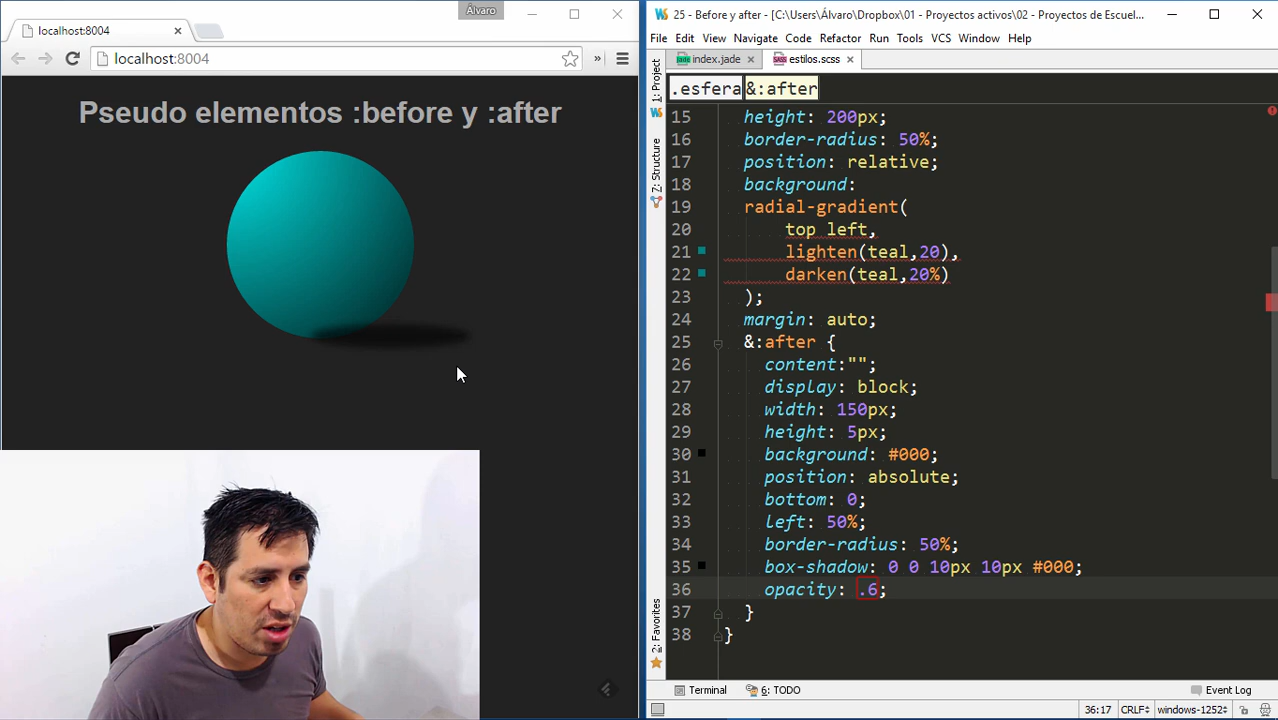 Álvaro
localhost:8004
localhost:8004
Pseudo elementos :before y :after
25 - Before y after - [C:\Users\Álvaro\Dropbox\01 - Proyectos activos\02 - Proyectos de Escuel...
File Edit View Navigate Code Refactor Run Tools VCS Window Help
index.jade estilos.scss
.esfera &:after
1: Project
7: Structure
2: Favorites
15 height: 200px;
16 border-radius: 50%;
17 position: relative;
18 background:
19 radial-gradient(
20 top left,
21 lighten(teal,20),
22 darken(teal,20%)
23 );
24 margin: auto;
25 &:after {
26 content:"";
27 display: block;
28 width: 150px;
29 height: 5px;
30 background: #000;
31 position: absolute;
32 bottom: 0;
33 left: 50%;
34 border-radius: 50%;
35 box-shadow: 0 0 10px 10px #000;
36 opacity: .6;
37 }
38 }
Terminal 6: TODO Event Log
36:17 CRLF windows-1252